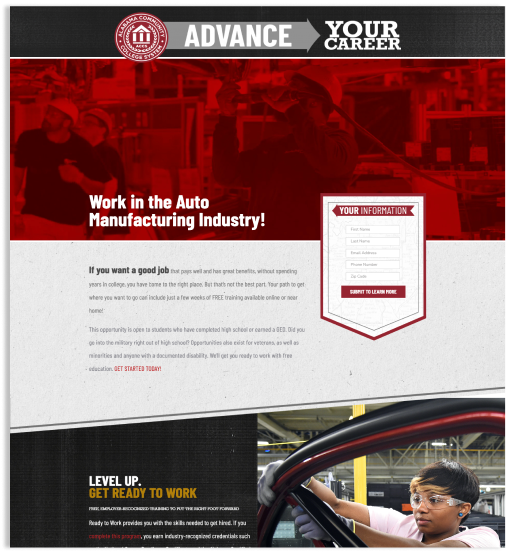 ALABAMA COMMUNITY
COLLEGE SYSTEM
ACCS
ADVANCE
YOUR
CAREER
Work in the Auto
Manufacturing Industry!
YOUR INFORMATION
First Name
Last Name
Email Address
Phone Number
Zip Code
SUBMIT TO LEARN MORE
If you want a good job that pays well and has great benefits, without spending
years in college, you have come to the right place. But that's not the best part. Your path to get
where you want to go can include just a few weeks of FREE training available online or near
home!
This opportunity is open to students who have completed high school or earned a GED. Did you
go into the military right out of high school? Opportunities also exist for veterans, as well as
minorities and anyone with a documented disability. We'll get you ready to work with free
education. GET STARTED TODAY!
LEVEL UP.
GET READY TO WORK
FREE, EMPLOYER-RECOGNIZED TRAINING TO PUT THE RIGHT FOOT FORWARD
Ready to Work provides you with the skills needed to get hired. If you
complete this program, you earn industry-recognized credentials such